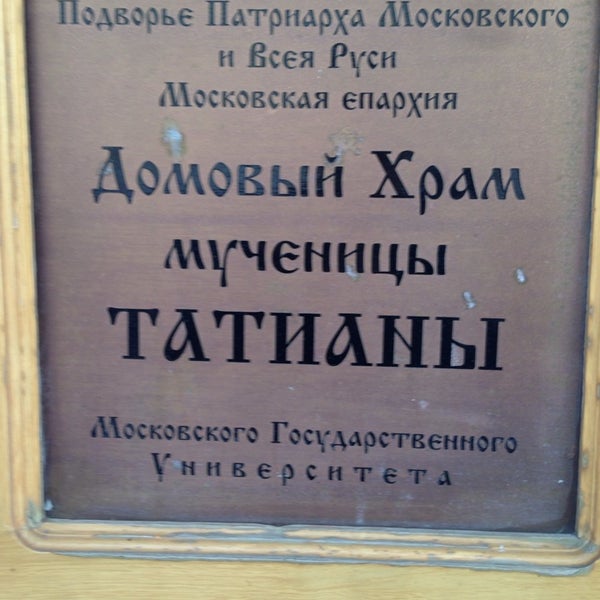 Подворье Патриарха Московского
и Всея Руси
Московская епархия
Домовый Храм
мученицы
ТАТИАНЫ
Московского Государственного
Университета